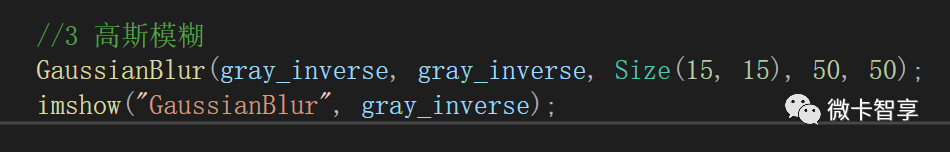 //3 高斯模糊
GaussianBlur(gray_inverse, gray_inverse, Size(15, 15), 50, 50);
imshow("GaussianBlur", gray_inverse);
微卡智享